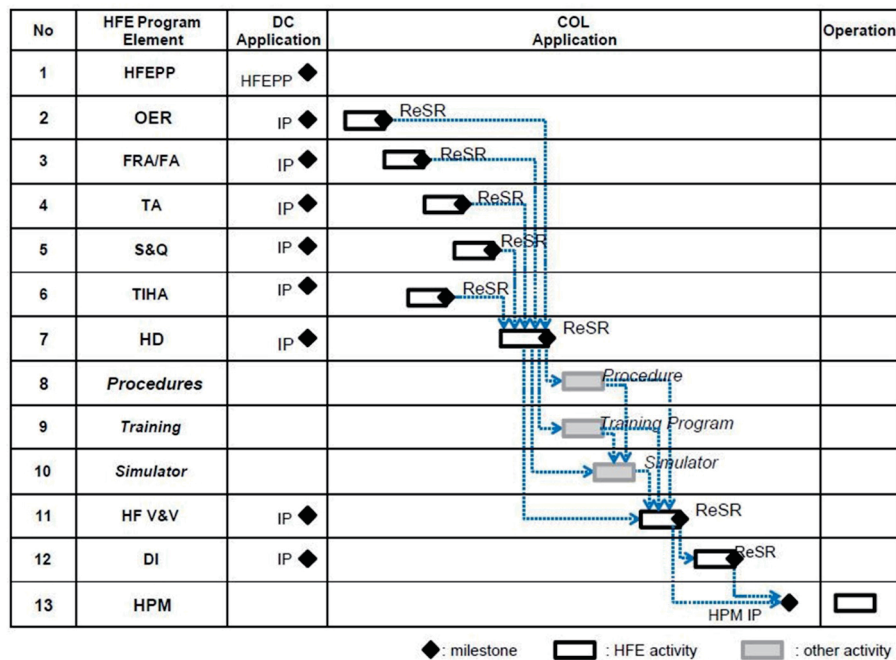 No
HFE Program
Element
DC
Application
COL
Application
Operation
1
HFEPP
HFEPP
2
OER
IP
ReSR
3
FRA/FA
IP
ReSR
4
TA
IP
ReSR
5
S&Q
IP
ReSR
6
TIHA
IP
ReSR
7
HD
IP
ReSR
8
Procedures
Procedure
9
Training
Training Program
10
Simulator
Simulator
11
HF V&V
IP
ReSR
12
DI
IP
ReSR
13
HPM
HPM IP
: milestone
: HFE activity
: other activity